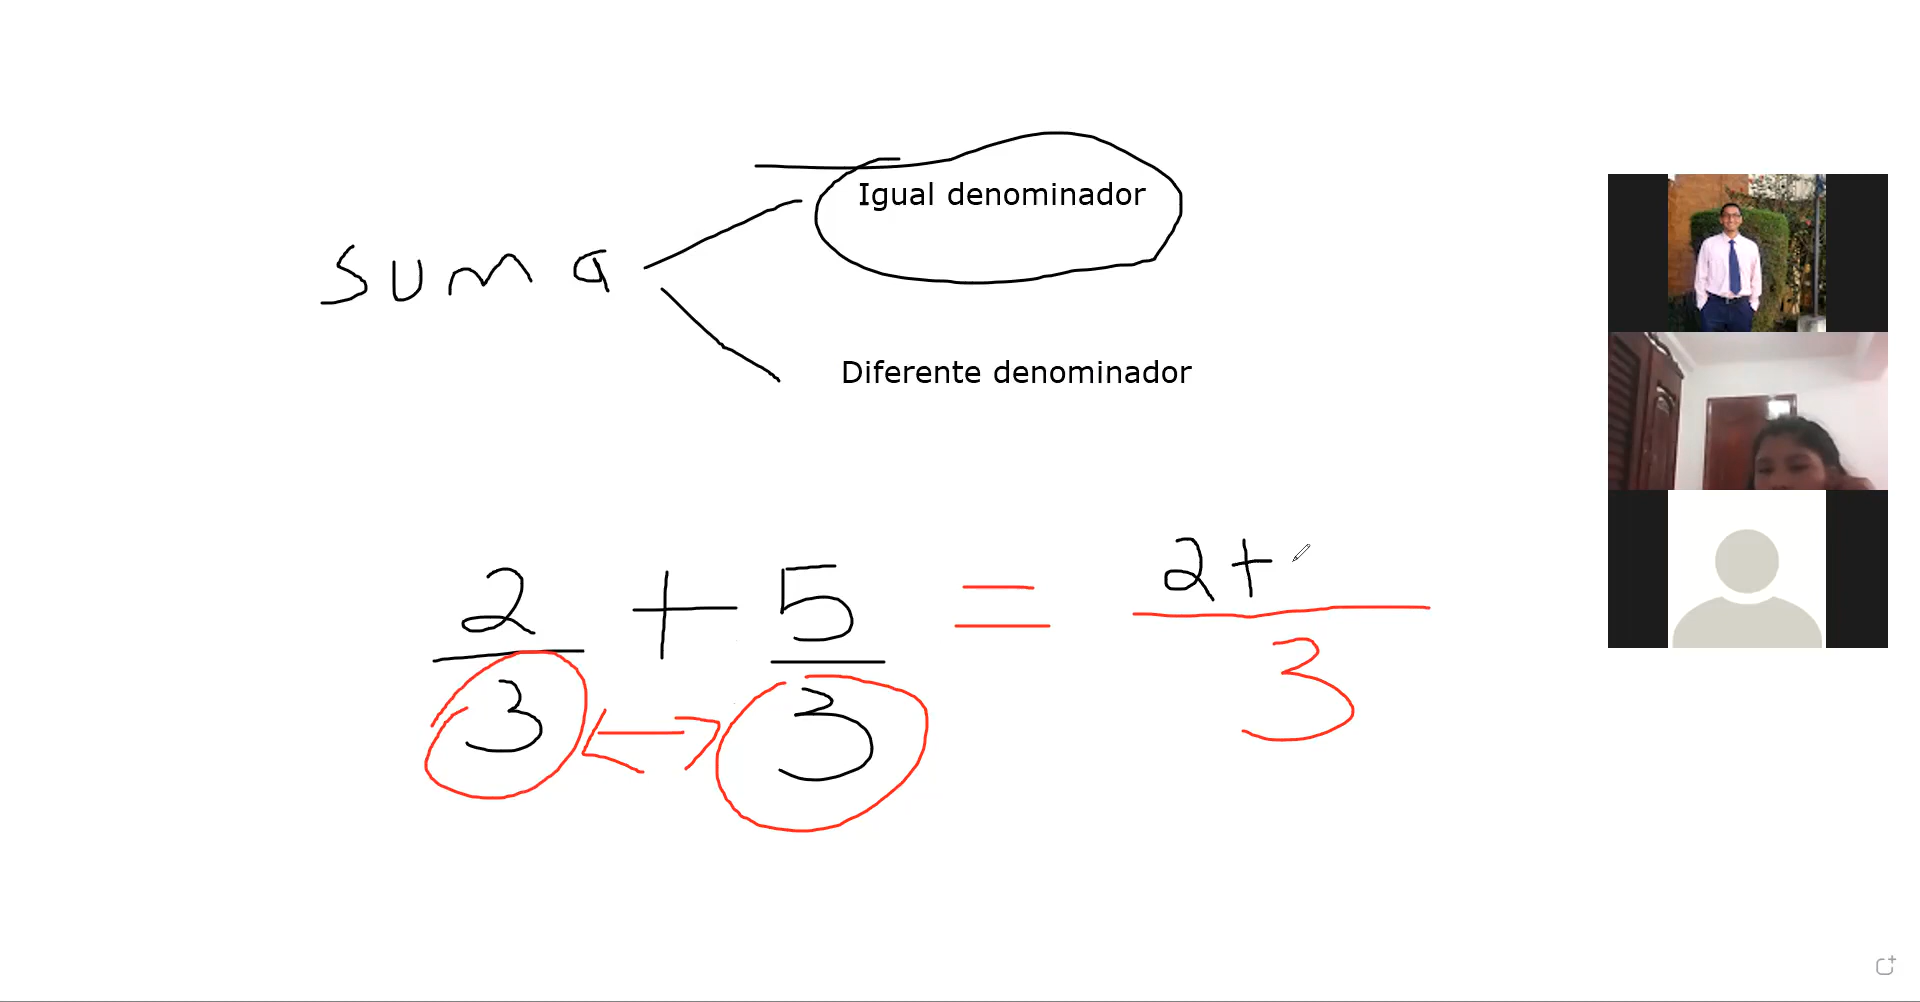 Igual denominador
suma
Diferente denominador
2/3 + 5/3 = 2+/3